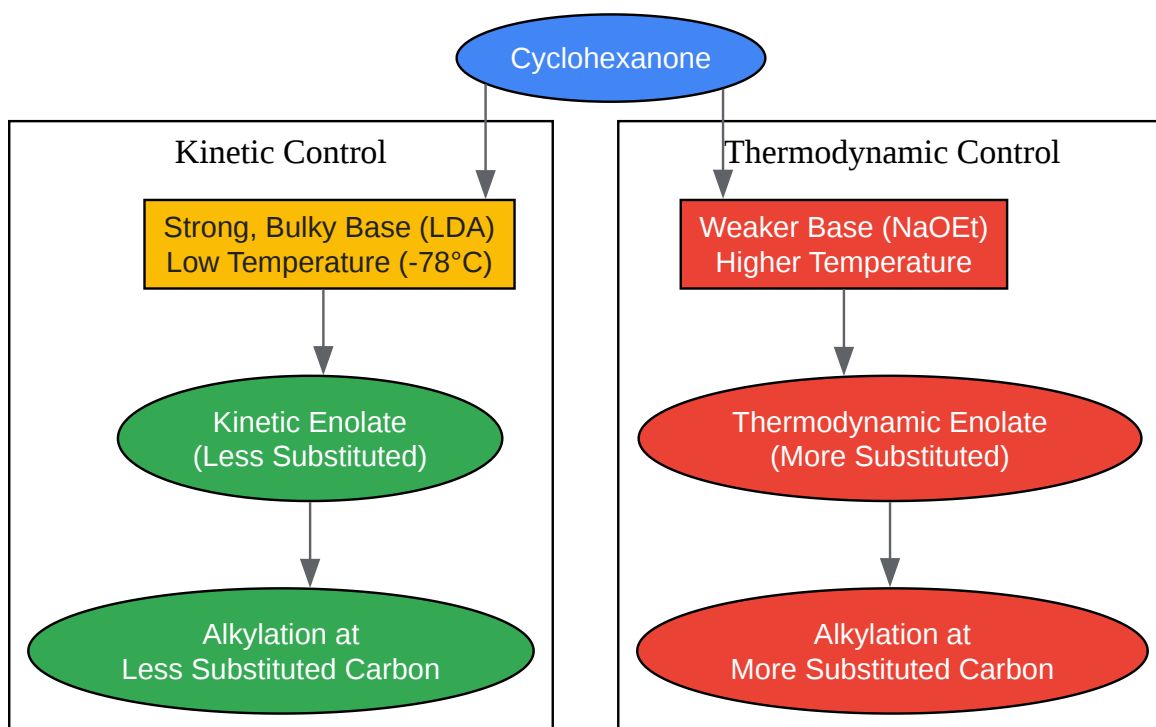 Cyclohexanone
Kinetic Control
Strong, Bulky Base (LDA)
Low Temperature (-78°C)
Kinetic Enolate
(Less Substituted)
Alkylation at
Less Substituted Carbon
Thermodynamic Control
Weaker Base (NaOEt)
Higher Temperature
Thermodynamic Enolate
(More Substituted)
Alkylation at
More Substituted Carbon